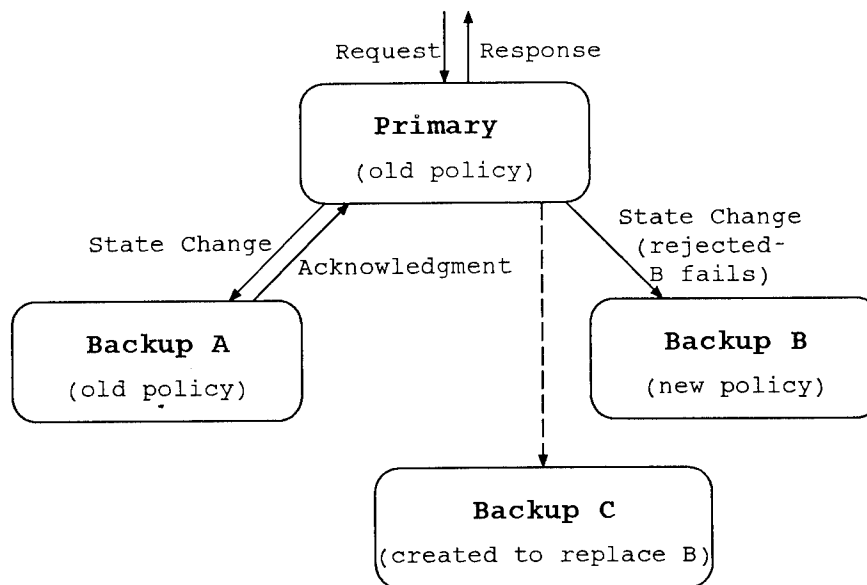 Request
Response
Primary
(old policy)
State Change
Acknowledgment
State Change
(rejected-
B fails)
Backup A
(old policy)
Backup B
(new policy)
Backup C
(created to replace B)